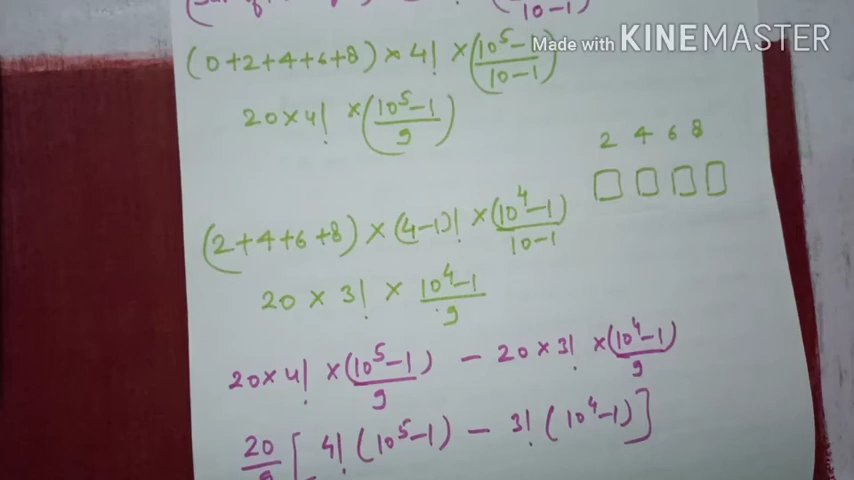 10-1)
(0+2+4+6+8) × 4! × (10⁵-1 / 10-1)
Made with KINEMASTER
20×4! × (10⁵-1 / 9)
2 4 6 8
(2+4+6+8) × (4-1)! × (10⁴-1) / 10-1
20 × 3! × 10⁴-1 / 9
20×4! × (10⁵-1) / 9 - 20×3! × (10⁴-1) / 9
20/9 [ 4! (10⁵-1) - 3! (10⁴-1) ]